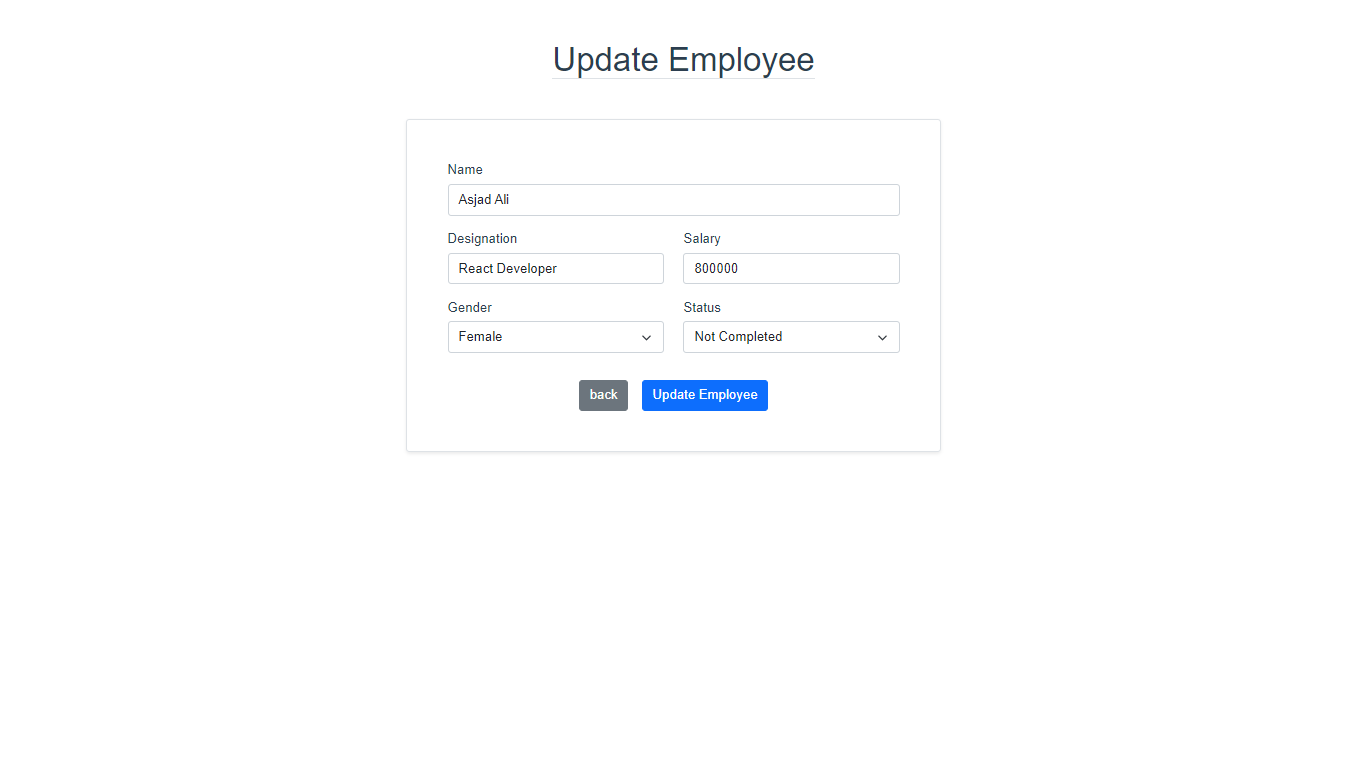 Update Employee
Name
Asjad Ali
Designation Salary
React Developer 800000
Gender Status
Female Not Completed
back Update Employee